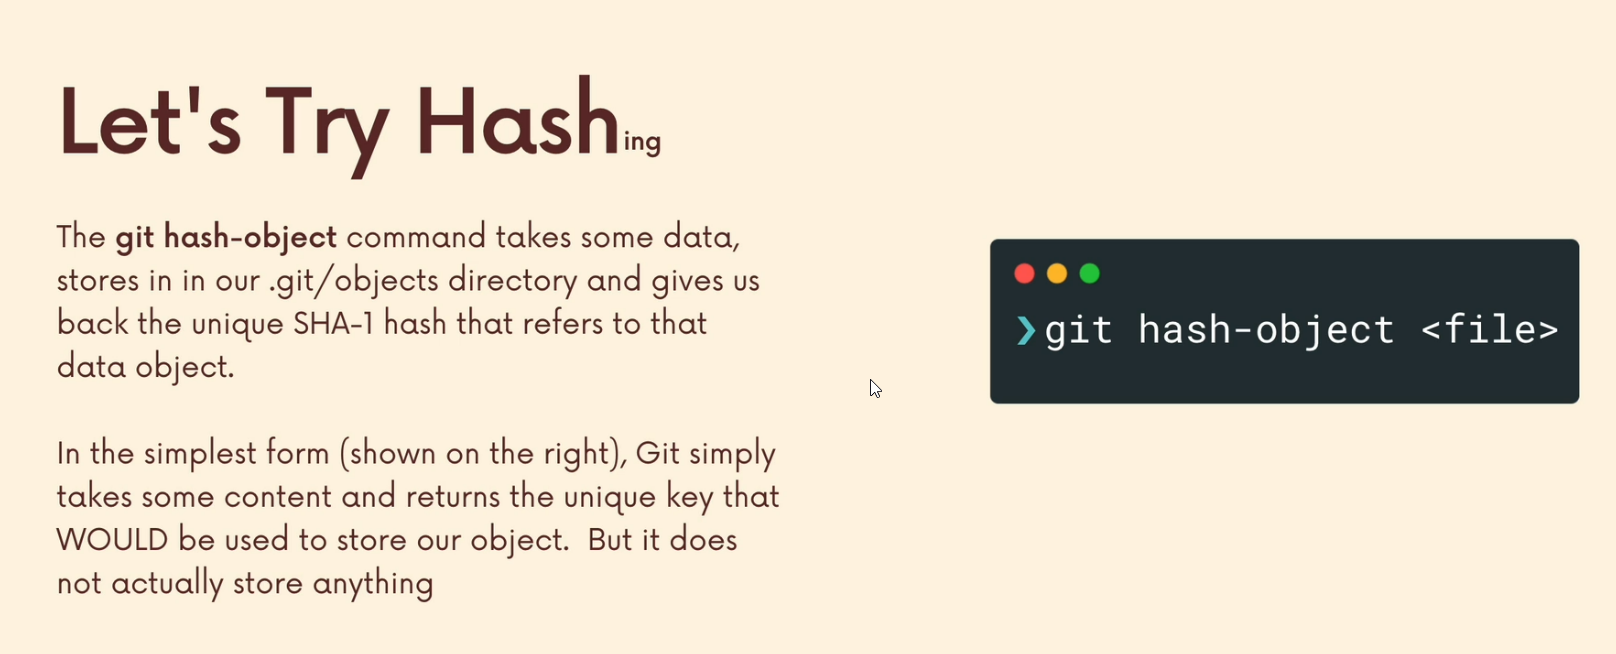 Let's Try Hashing
The git hash-object command takes some data,
stores in in our .git/objects directory and gives us
back the unique SHA-1 hash that refers to that
data object.
In the simplest form (shown on the right), Git simply
takes some content and returns the unique key that
WOULD be used to store our object.  But it does
not actually store anything
❯git hash-object <file>